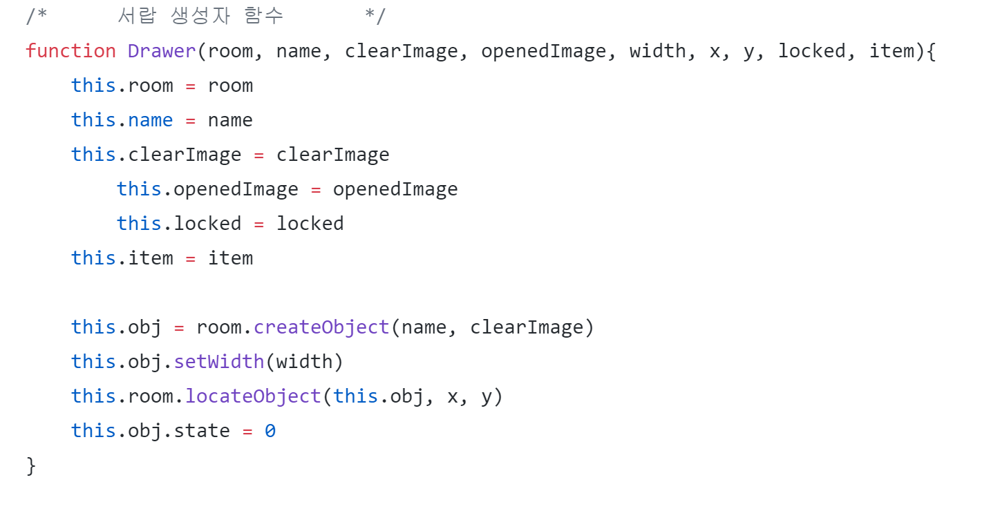 /*      서랍 생성자 함수       */
function Drawer(room, name, clearImage, openedImage, width, x, y, locked, item){
    this.room = room
    this.name = name
    this.clearImage = clearImage
        this.openedImage = openedImage
        this.locked = locked
    this.item = item

    this.obj = room.createObject(name, clearImage)
    this.obj.setWidth(width)
    this.room.locateObject(this.obj, x, y)
    this.obj.state = 0
}